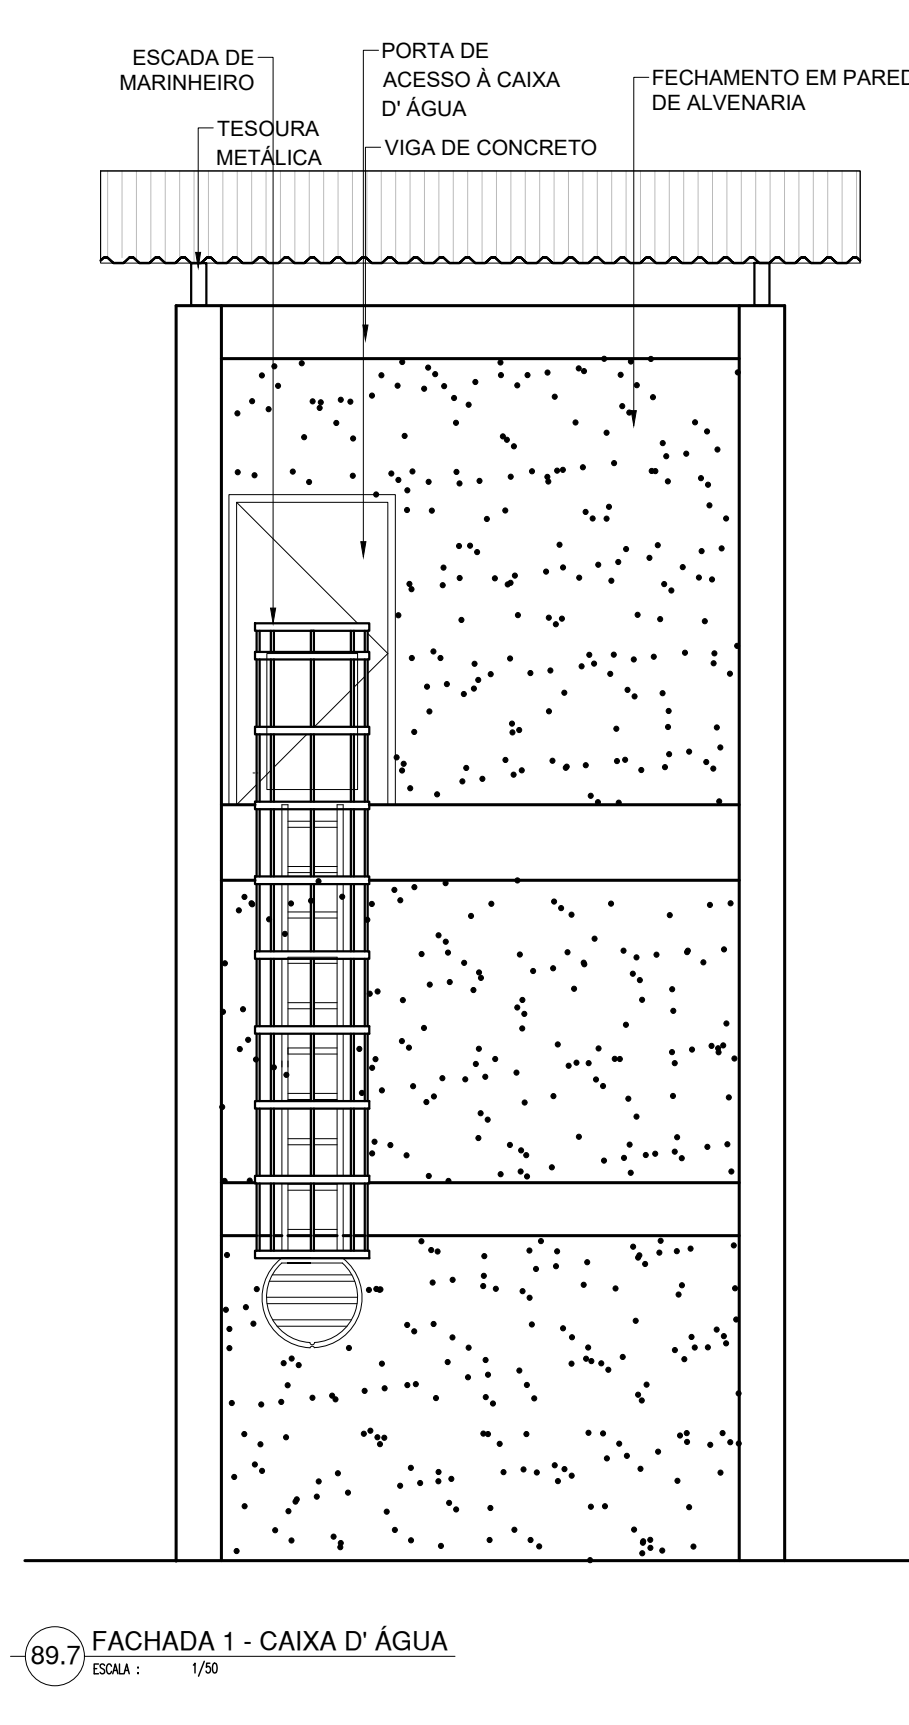 ESCADA DE
MARINHEIRO
TESOURA
METÁLICA
PORTA DE
ACESSO À CAIXA
D' ÁGUA
VIGA DE CONCRETO
FECHAMENTO EM PARED
DE ALVENARIA
89.7
FACHADA 1 - CAIXA D' ÁGUA
ESCALA : 1/50